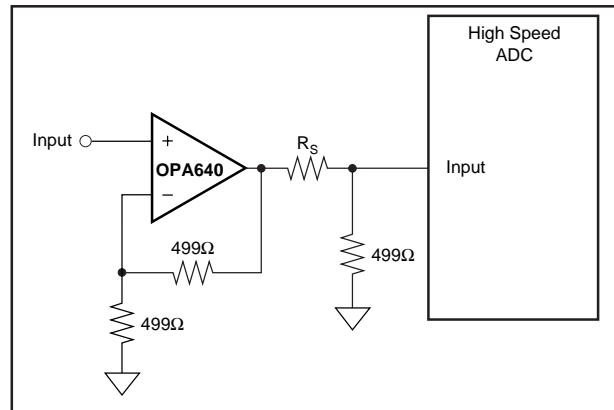 High Speed
ADC
Input
+
OPA640
–
R_S
Input
499Ω
499Ω
499Ω